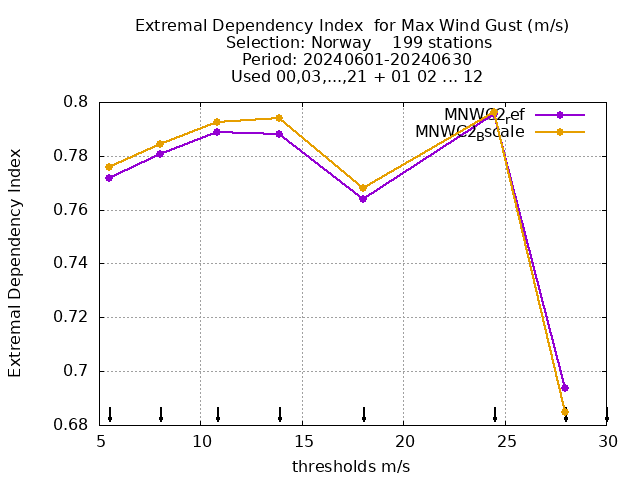 Extremal Dependency Index  for Max Wind Gust (m/s)
Selection: Norway    199 stations
Period: 20240601-20240630
Used 00,03,...,21 + 01 02 ... 12
MNWC2ref
MNWC2Bscale
0.8
0.78
0.76
0.74
0.72
0.7
0.68
Extremal Dependency Index
5 10 15 20 25 30
thresholds m/s